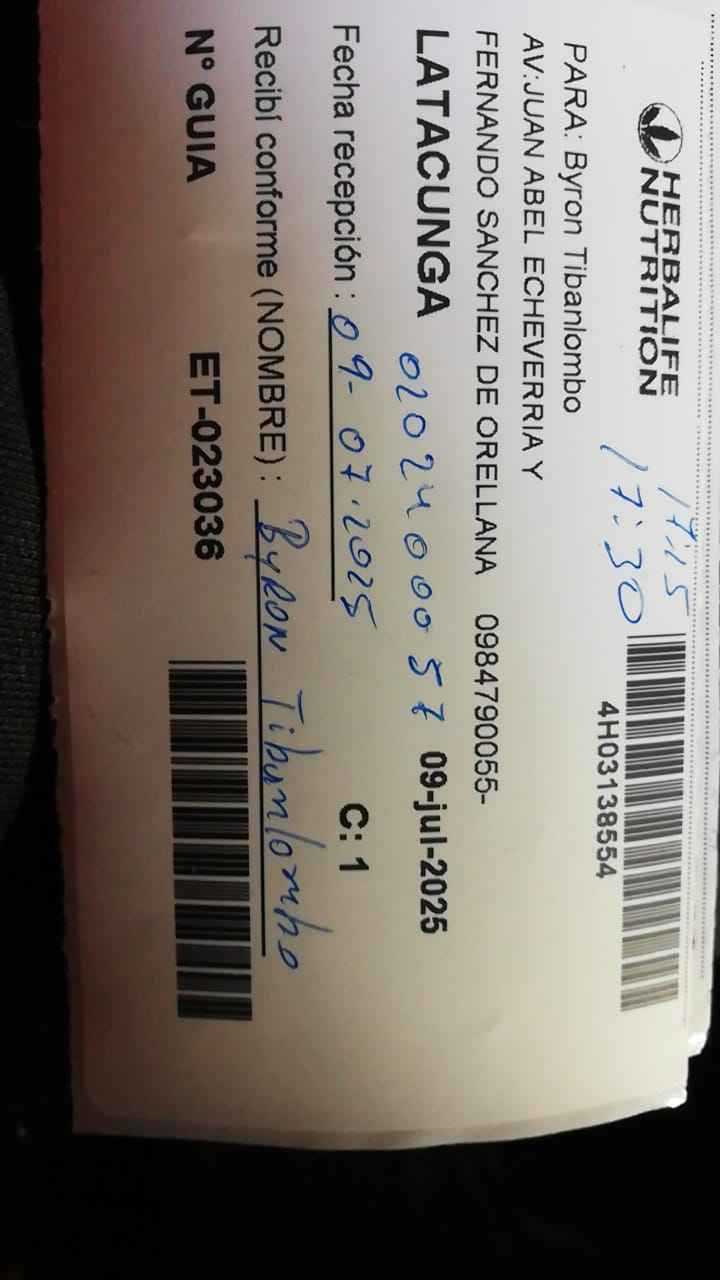 HERBALIFE
NUTRITION
17:15
17:30
4H03138554
PARA: Byron Tibanlombo
AV:JUAN ABEL ECHEVERRIA Y
FERNANDO SANCHEZ DE ORELLANA 0984790055-
LATACUNGA 0202400057 09-jul-2025
Fecha recepción : 09-07.2025 C: 1
Recibí conforme (NOMBRE) : Byron Tibanlombo
N° GUIA ET-023036